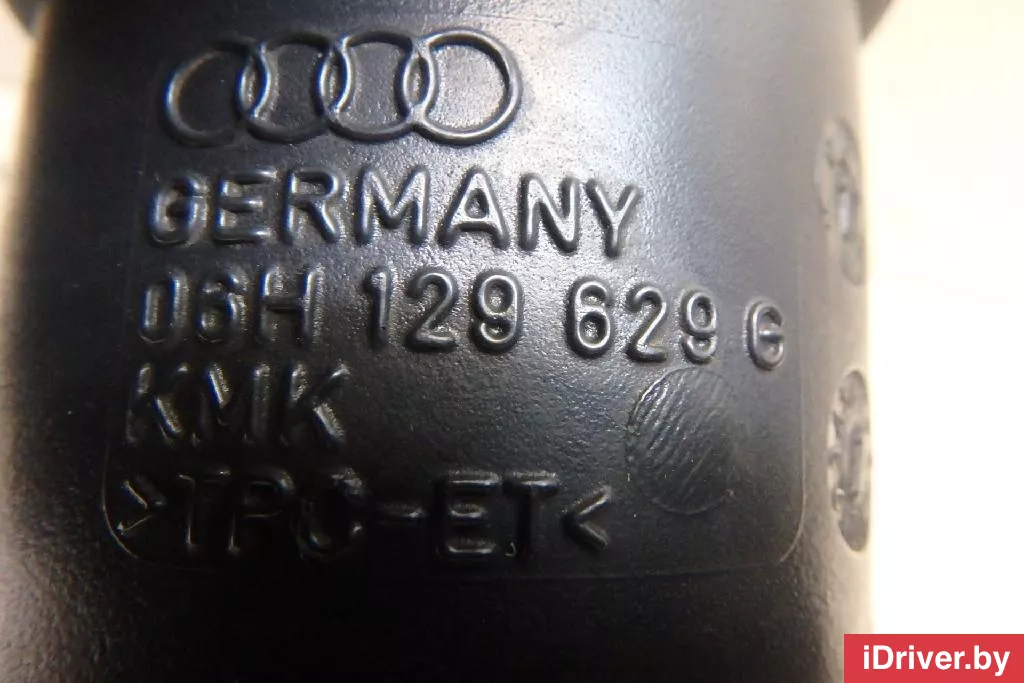 GERMANY
06H 129 629 G
KMK
>TPC-ET<
iDriver.by